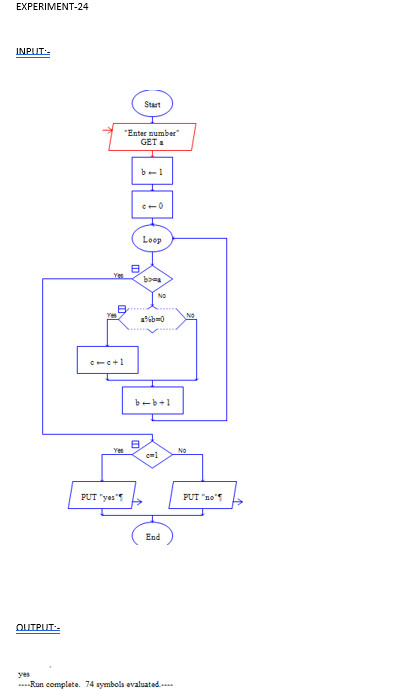 EXPERIMENT-24
INPUT:-
Start
"Enter number"
GET a
b ← 1
c ← 0
Loop
Yes
b>=a
No
Yes
a%b=0
No
c ← c + 1
b ← b + 1
Yes
c=1
No
PUT "yes"¶
PUT "no"¶
End
OUTPUT:-
yes
----Run complete. 74 symbols evaluated.----